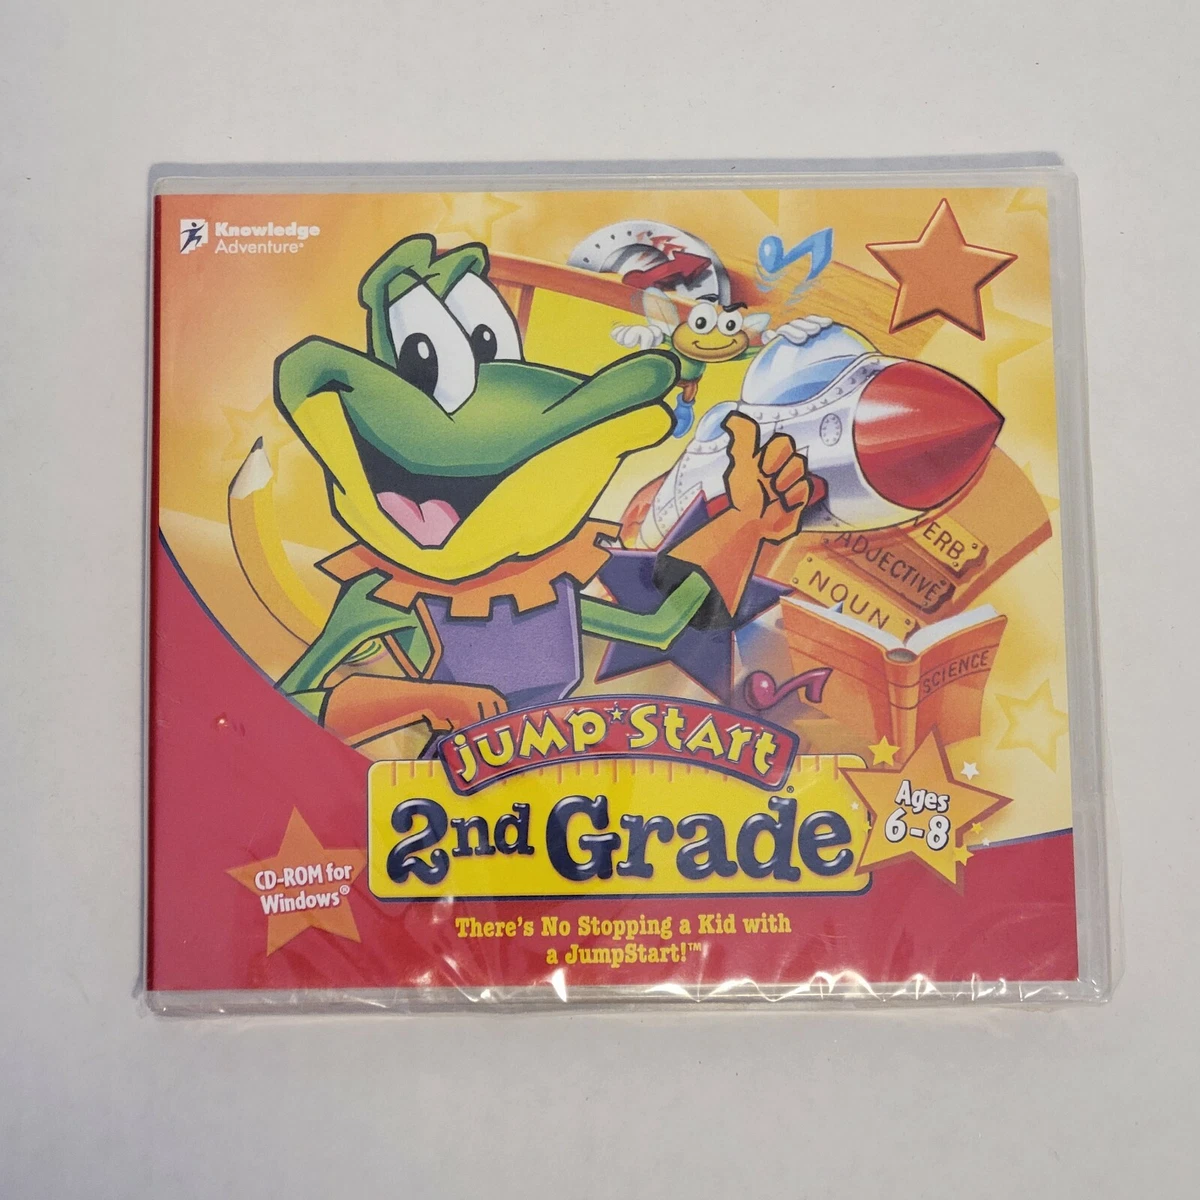 Knowledge
Adventure®
VERB
ADJECTIVE
NOUN
SCIENCE
JUMP★START
2nd Grade®
Ages
6-8
CD-ROM for
Windows®
There's No Stopping a Kid with
a JumpStart!™